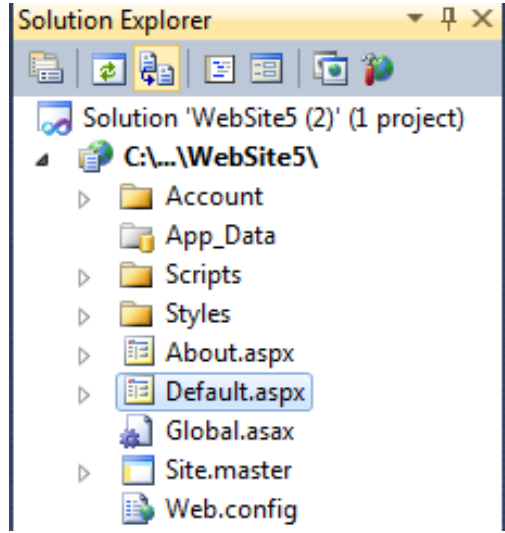 Solution Explorer
Solution 'WebSite5 (2)' (1 project)
C:\...\WebSite5\
Account
App_Data
Scripts
Styles
About.aspx
Default.aspx
Global.asax
Site.master
Web.config